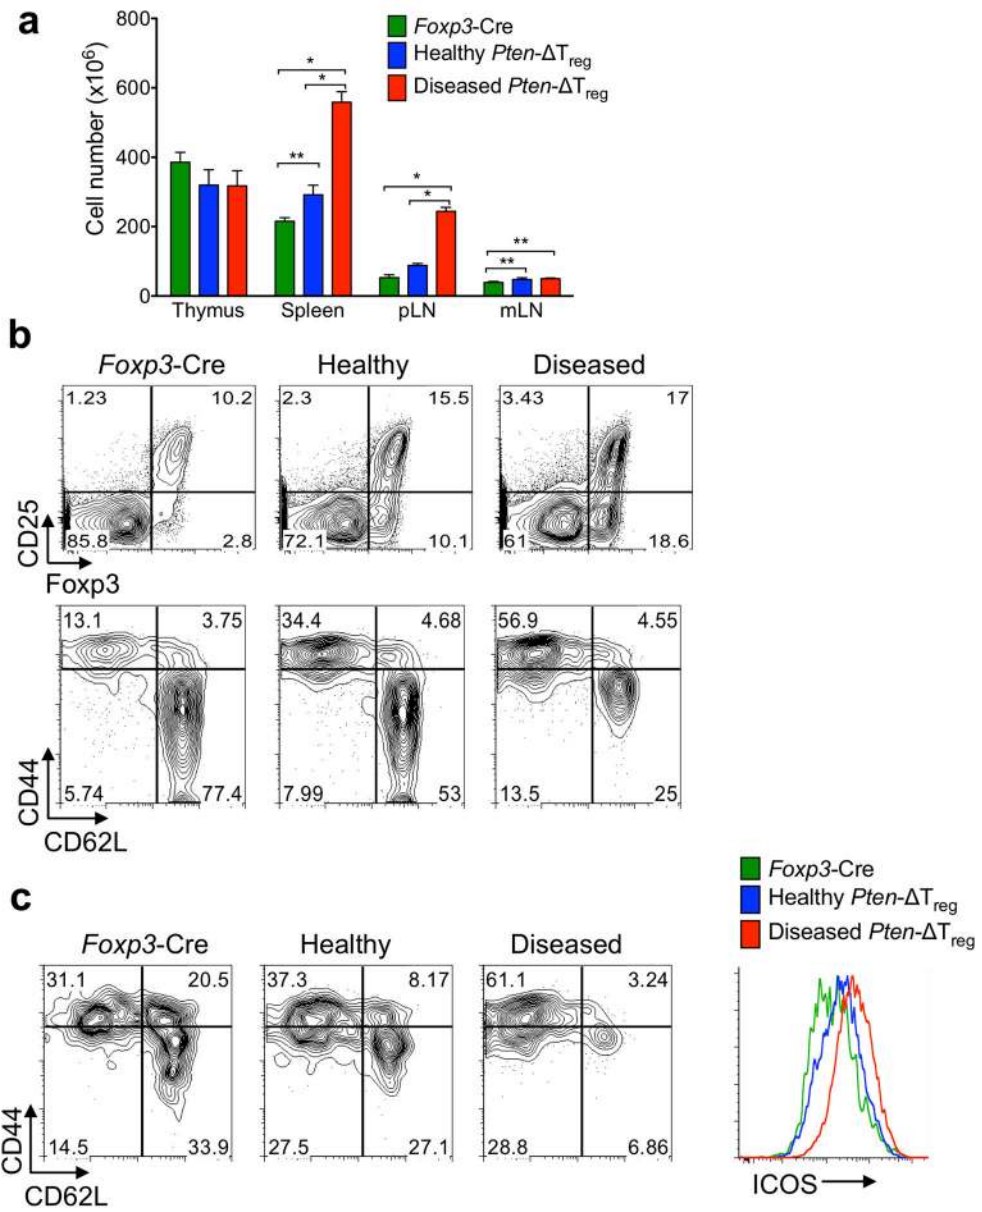 a
Foxp3-Cre
Healthy Pten-ΔTreg
Diseased Pten-ΔTreg
Cell number (x10⁶)
800
600
400
200
0
* * ** * * ** **
Thymus Spleen pLN mLN
b
Foxp3-Cre Healthy Diseased
1.23 10.2 2.3 15.5 3.43 17
85.8 2.8 72.1 10.1 61 18.6
CD25
Foxp3
13.1 3.75 34.4 4.68 56.9 4.55
5.74 77.4 7.99 53 13.5 25
CD44
CD62L
c
Foxp3-Cre Healthy Diseased
31.1 20.5 37.3 8.17 61.1 3.24
14.5 33.9 27.5 27.1 28.8 6.86
CD44
CD62L
Foxp3-Cre
Healthy Pten-ΔTreg
Diseased Pten-ΔTreg
ICOS